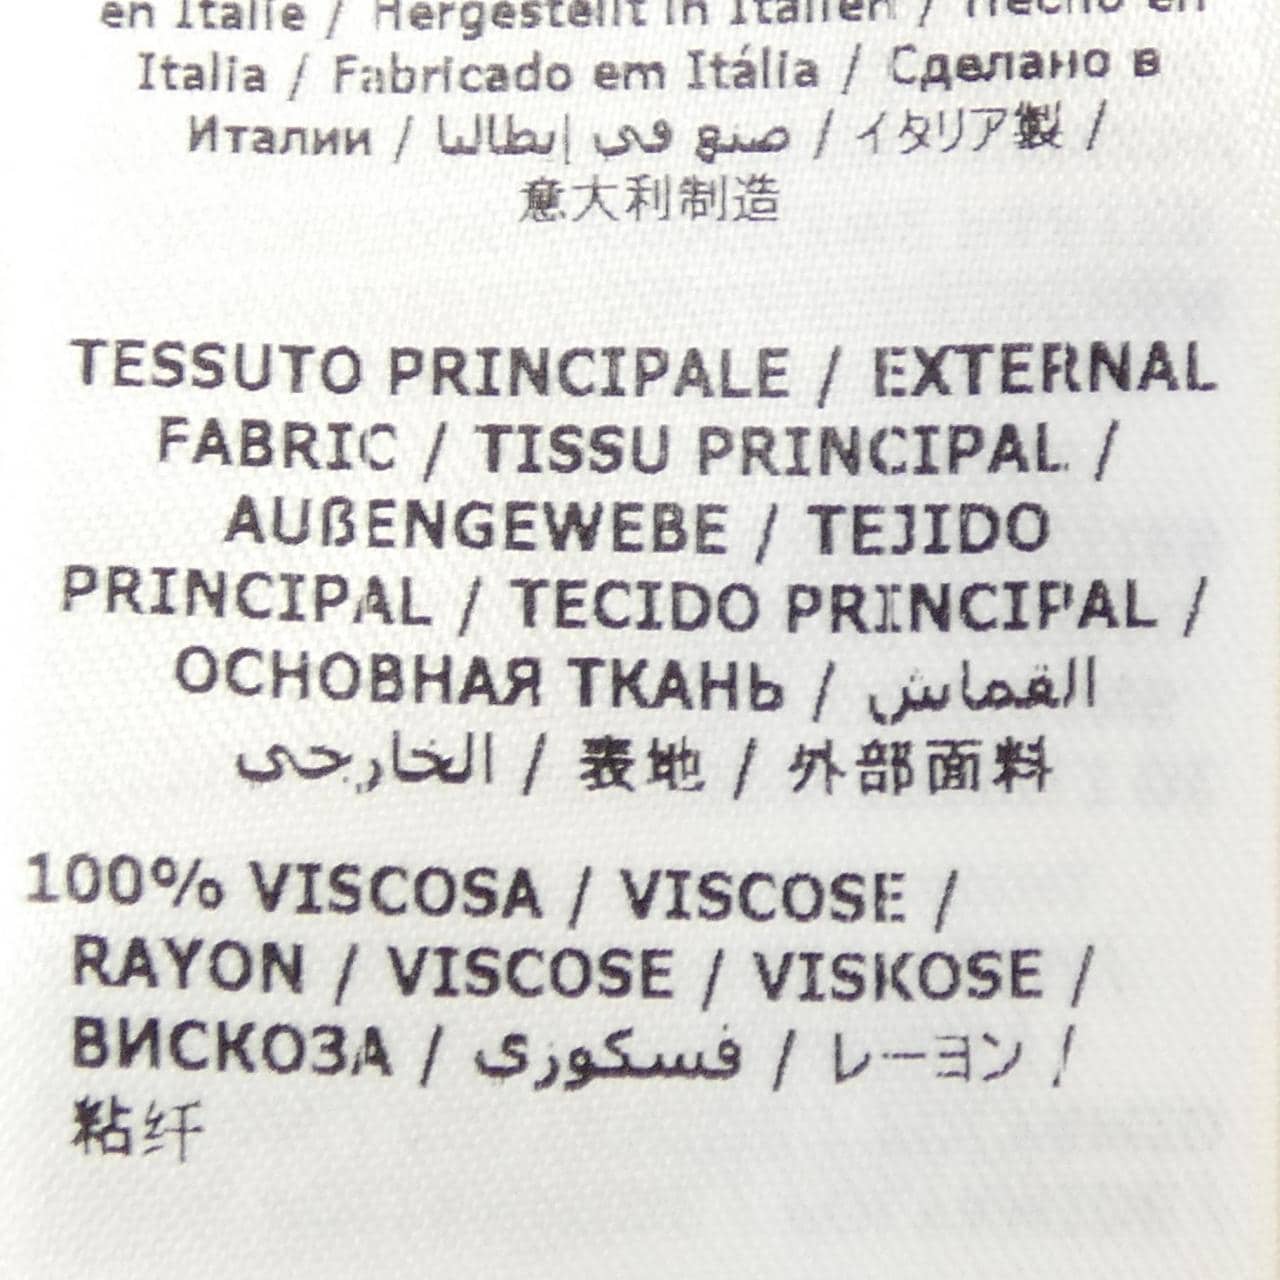 en Italie / Hergestellt in Italien / Hecho en
Italia / Fabricado em Itália / Сделано в
Италии / صنع في إيطاليا / イタリア製 /
意大利制造
TESSUTO PRINCIPALE / EXTERNAL
FABRIC / TISSU PRINCIPAL /
AUßENGEWEBE / TEJIDO
PRINCIPAL / TECIDO PRINCIPAL /
ОСНОВНАЯ ТКАНЬ / القماش
الخارجي / 表地 / 外部面料
100% VISCOSA / VISCOSE /
RAYON / VISCOSE / VISKOSE /
ВИСКОЗА / فسكوزى / レーヨン /
粘纤